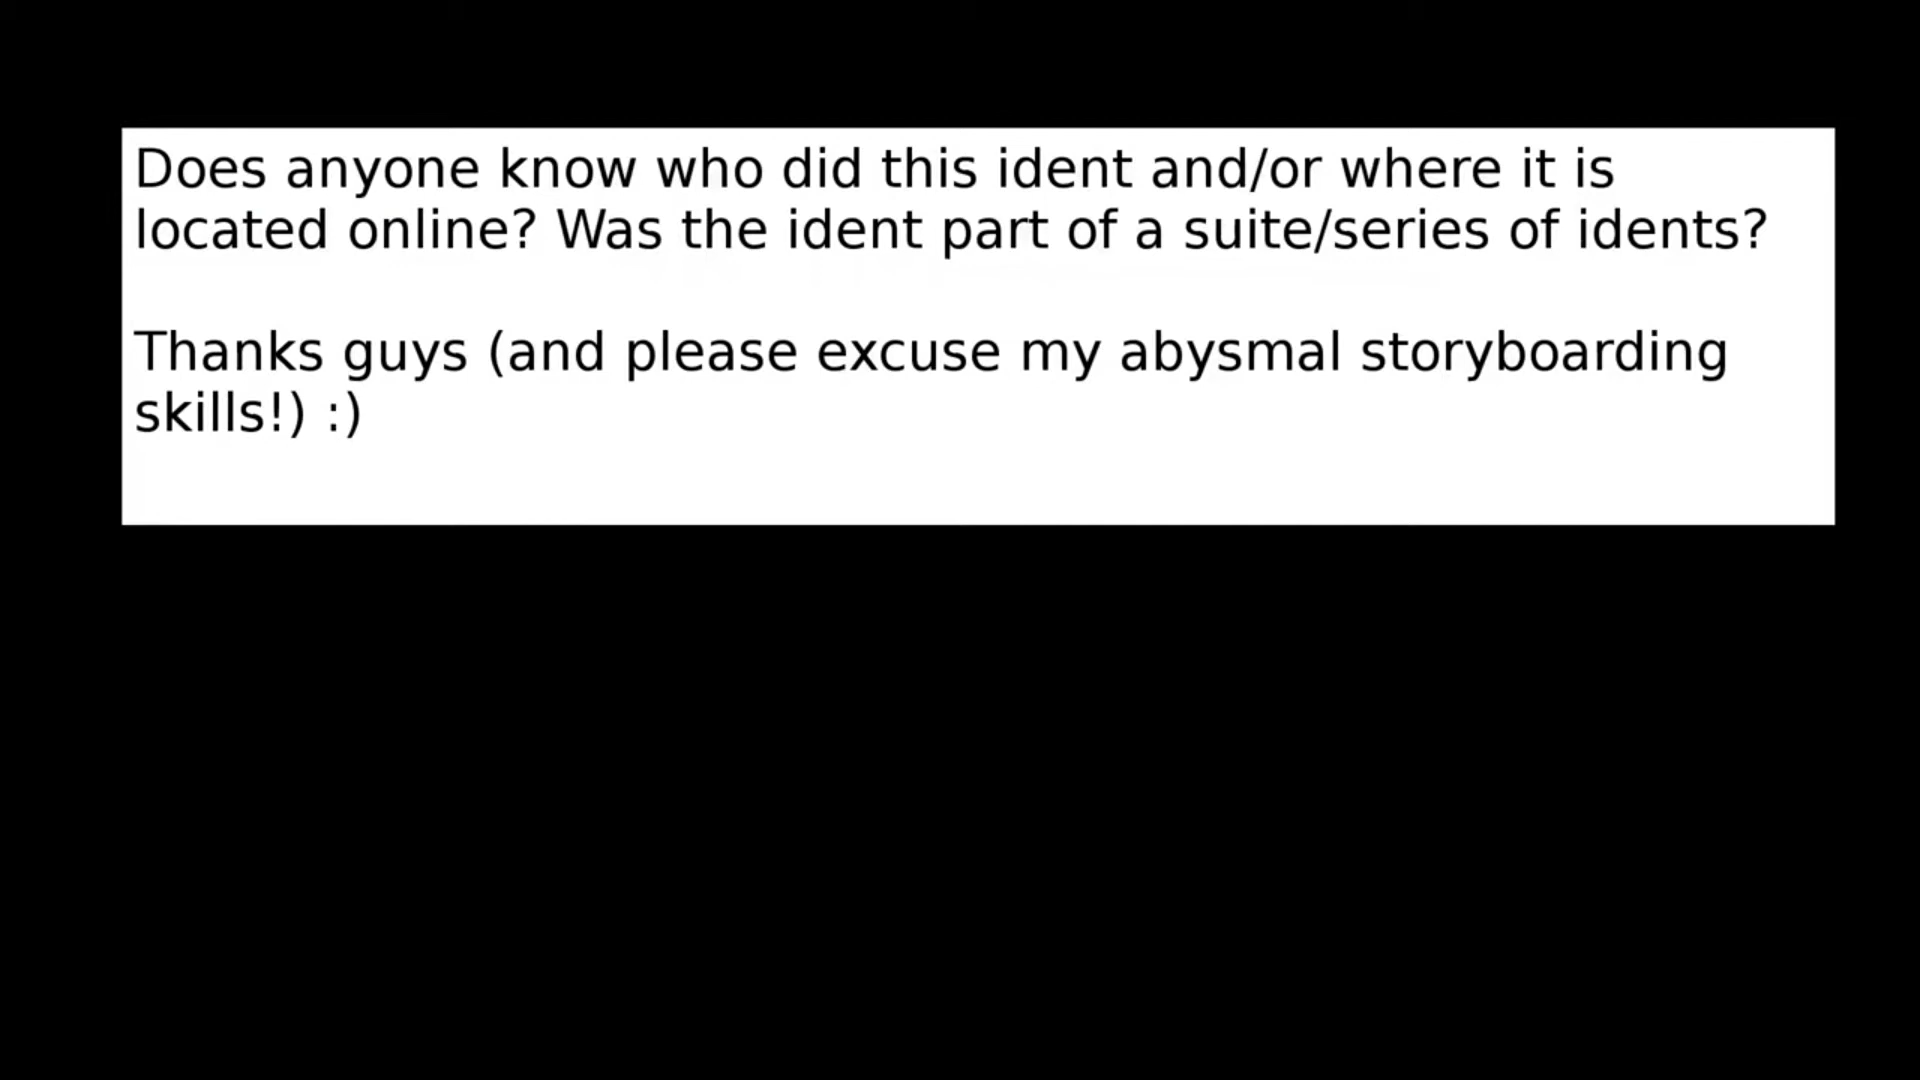 Does anyone know who did this ident and/or where it is
located online? Was the ident part of a suite/series of idents?
Thanks guys (and please excuse my abysmal storyboarding
skills!) :)